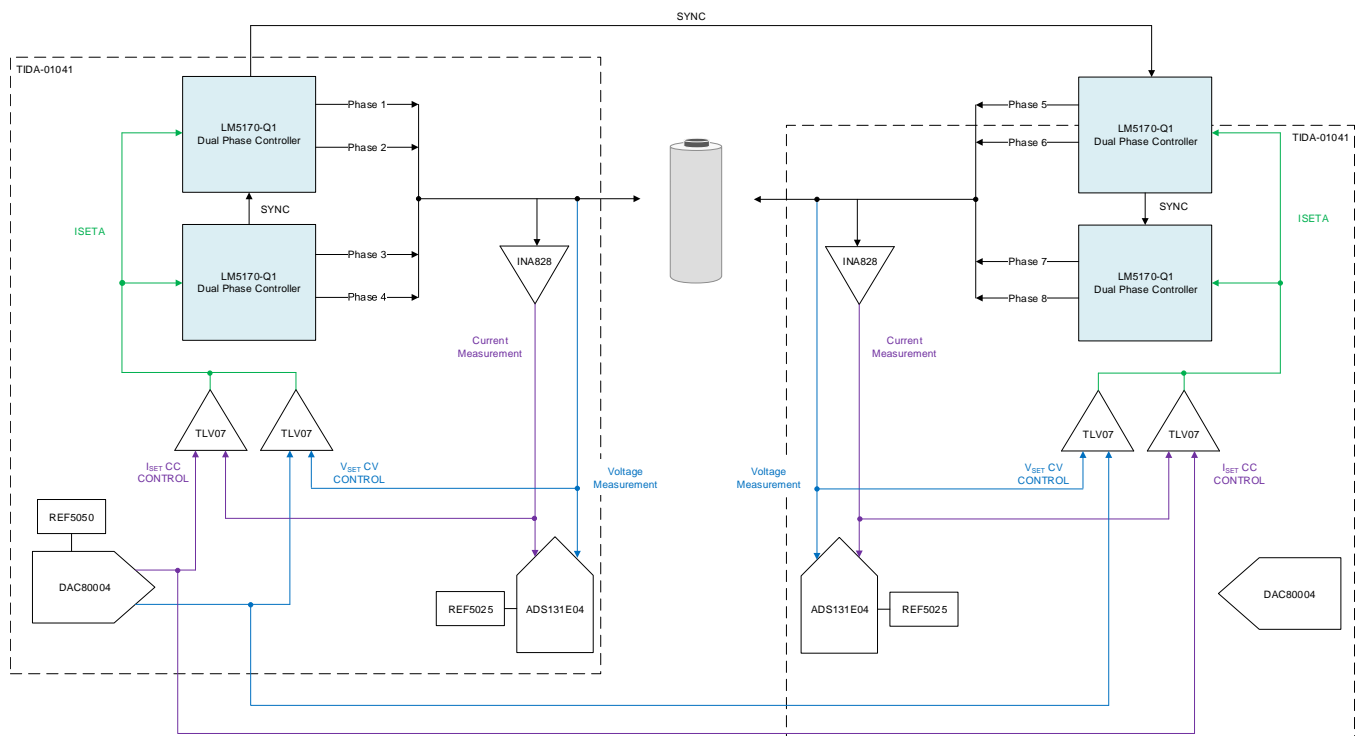 SYNC
TIDA-01041
LM5170-Q1
Dual Phase Controller
Phase 1
Phase 2
SYNC
ISETA
LM5170-Q1
Dual Phase Controller
Phase 3
Phase 4
INA828
Current
Measurement
TLV07
TLV07
ISET CC
CONTROL
VSET CV
CONTROL
Voltage
Measurement
REF5050
DAC80004
REF5025
ADS131E04
TIDA-01041
LM5170-Q1
Dual Phase Controller
Phase 5
Phase 6
SYNC
ISETA
LM5170-Q1
Dual Phase Controller
Phase 7
Phase 8
INA828
Current
Measurement
TLV07
TLV07
Voltage
Measurement
VSET CV
CONTROL
ISET CC
CONTROL
ADS131E04
REF5025
DAC80004